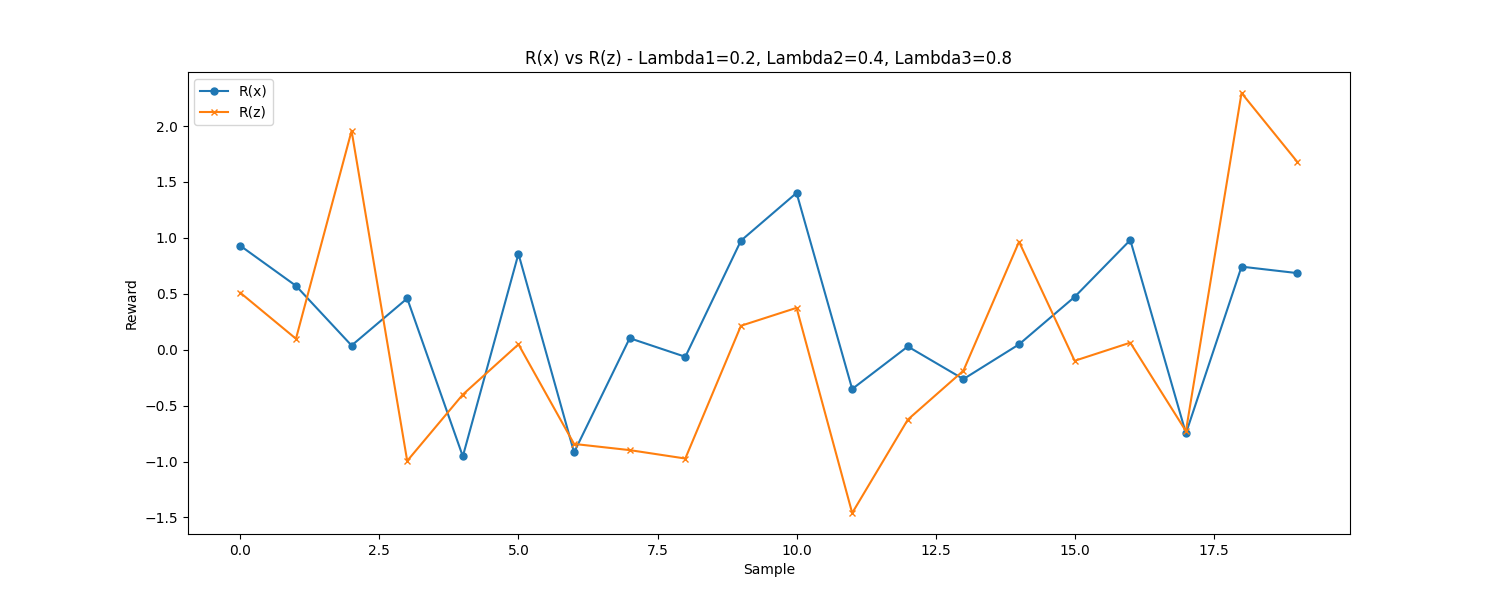 R(x) vs R(z) - Lambda1=0.2, Lambda2=0.4, Lambda3=0.8
R(x)
R(z)
2.0
1.5
1.0
0.5
0.0
−0.5
−1.0
−1.5
Reward
0.0 2.5 5.0 7.5 10.0 12.5 15.0 17.5
Sample